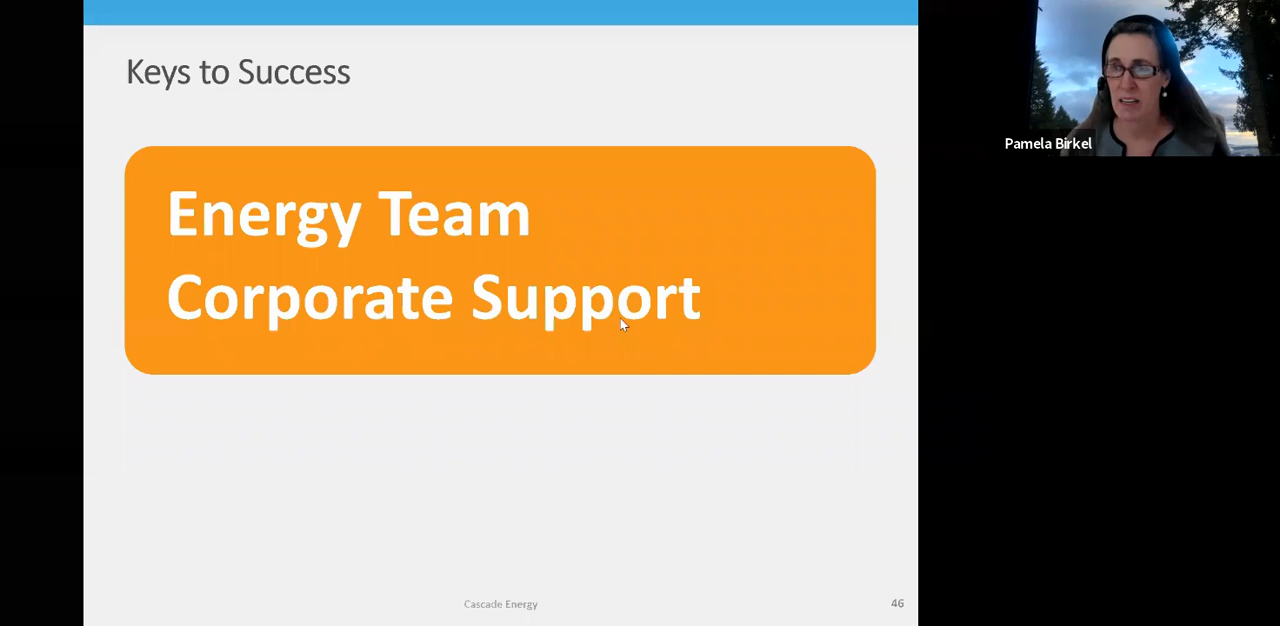 Keys to Success
Energy Team
Corporate Support
Cascade Energy
46
Pamela Birkel